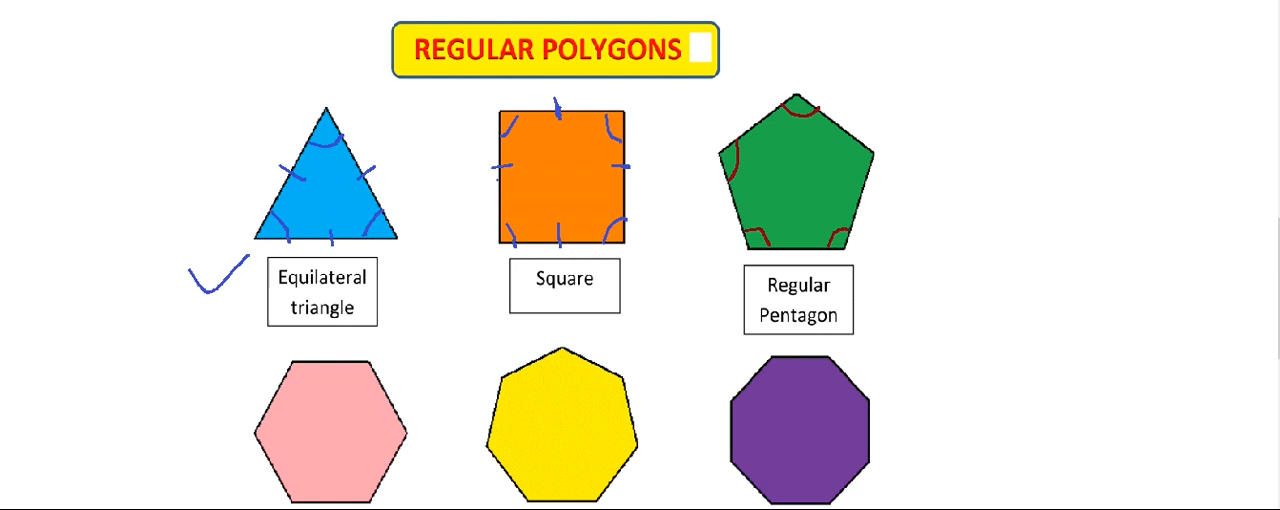 REGULAR POLYGONS
Equilateral
triangle
Square
Regular
Pentagon